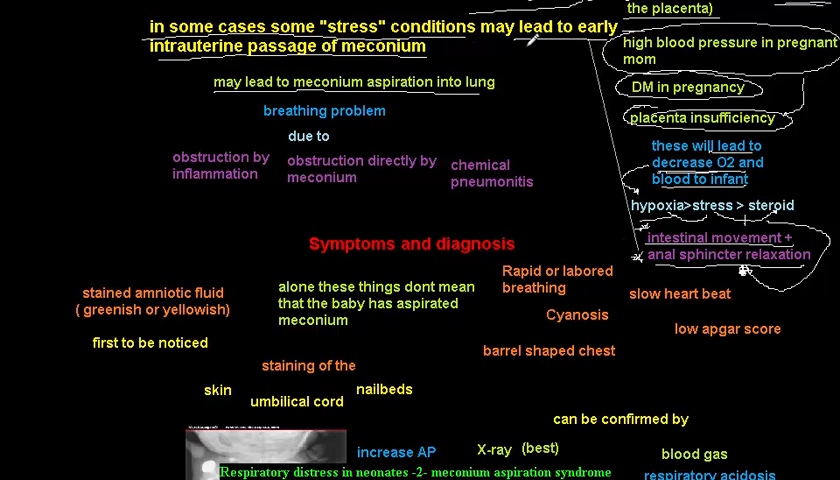 in some cases some "stress" conditions may lead to early
intrauterine passage of meconium
may lead to meconium aspiration into lung
breathing problem
due to
obstruction by
inflammation
obstruction directly by
meconium
chemical
pneumonitis
the placenta)
high blood pressure in pregnant
mom
DM in pregnancy
placenta insufficiency
these will lead to
decrease O2 and
blood to infant
hypoxia>stress > steroid
intestinal movement +
anal sphincter relaxation
Symptoms and diagnosis
stained amniotic fluid
( greenish or yellowish)
first to be noticed
alone these things dont mean
that the baby has aspirated
meconium
Rapid or labored
breathing
Cyanosis
barrel shaped chest
slow heart beat
low apgar score
staining of the
skin
umbilical cord
nailbeds
can be confirmed by
increase AP
X-ray (best)
blood gas
respiratory acidosis
Respiratory distress in neonates -2- meconium aspiration syndrome